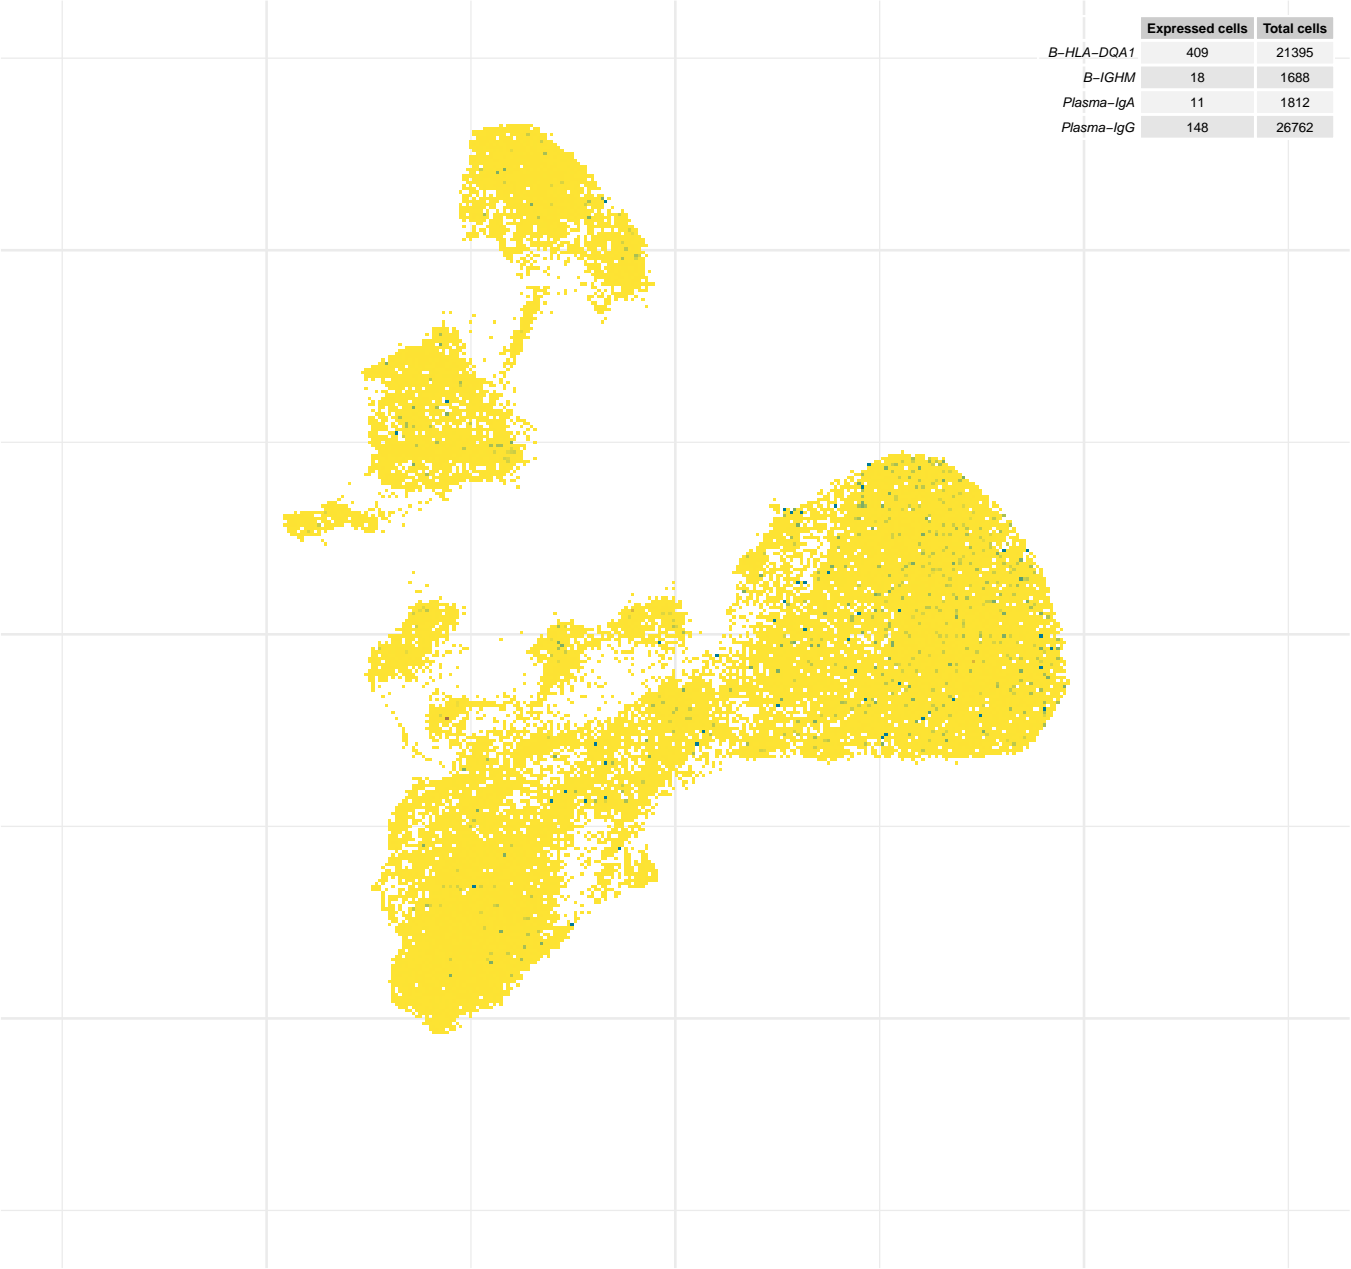 Expressed cells Total cells
B−HLA−DQA1 409 21395
B−IGHM 18 1688
Plasma−IgA 11 1812
Plasma−IgG 148 26762